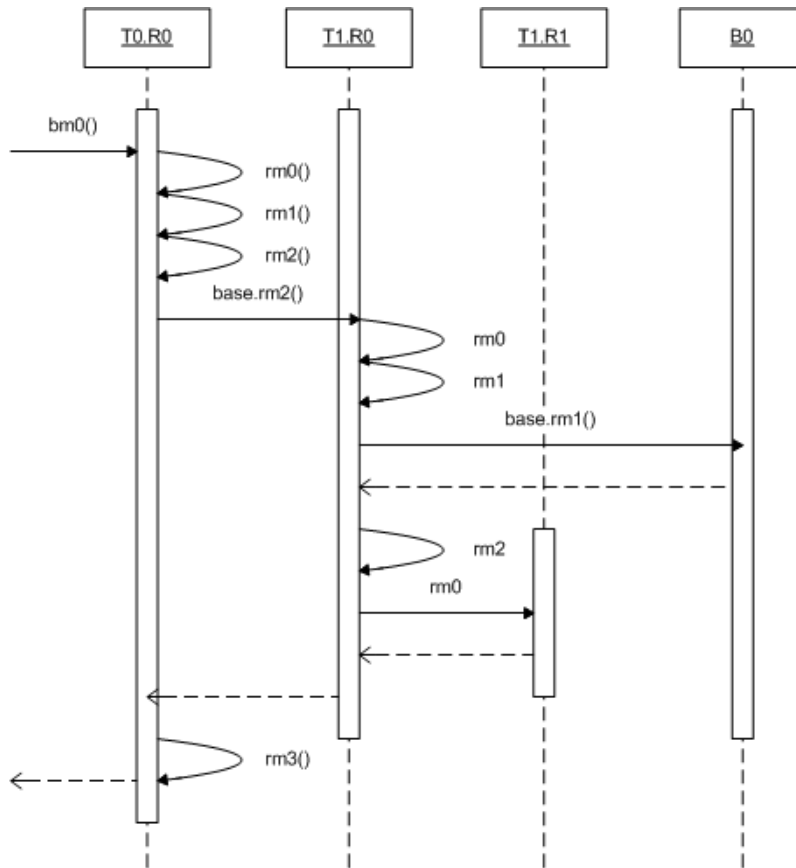 T0.R0
T1.R0
T1.R1
B0
bm0()
rm0()
rm1()
rm2()
base.rm2()
rm0
rm1
base.rm1()
rm2
rm0
rm3()